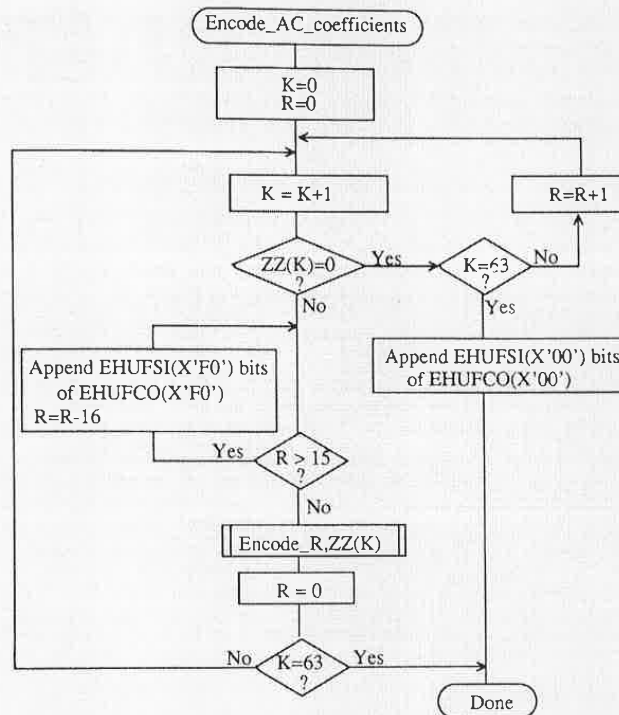 Encode_AC_coefficients
K=0
R=0
K = K+1
R=R+1
ZZ(K)=0
?
Yes
K=63
?
No
No
Yes
Append EHUFSI(X'F0') bits
of EHUFCO(X'F0')
R=R-16
Append EHUFSI(X'00') bits
of EHUFCO(X'00')
Yes
R > 15
?
No
Encode_R,ZZ(K)
R = 0
No
K=63
?
Yes
Done